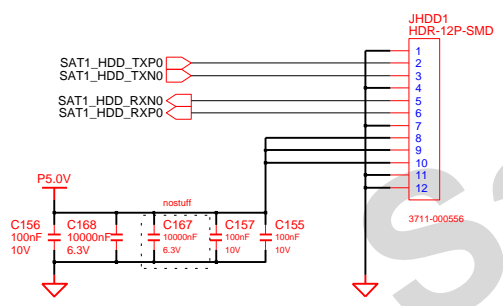 JHDD1
HDR-12P-SMD
1
SAT1_HDD_TXP0
2
SAT1_HDD_TXN0
3
4
SAT1_HDD_RXN0
5
SAT1_HDD_RXP0
6
7
8
9
10
11
12
3711-000556
P5.0V
nostuff
C156
100nF
10V
C168
10000nF
6.3V
C167
10000nF
6.3V
C157
100nF
10V
C155
100nF
10V